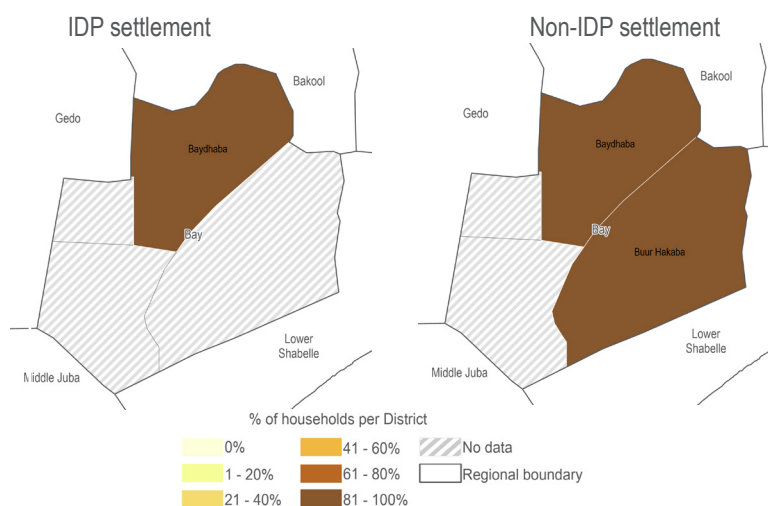 IDP settlement
Non-IDP settlement
Bakool
Gedo
Baydhaba
Bay
Lower
Shabelle
Middle Juba
Bakool
Gedo
Baydhaba
Bay
Buur Hakaba
Lower
Shabelle
Middle Juba
% of households per District
0%
1 - 20%
21 - 40%
41 - 60%
61 - 80%
81 - 100%
No data
Regional boundary